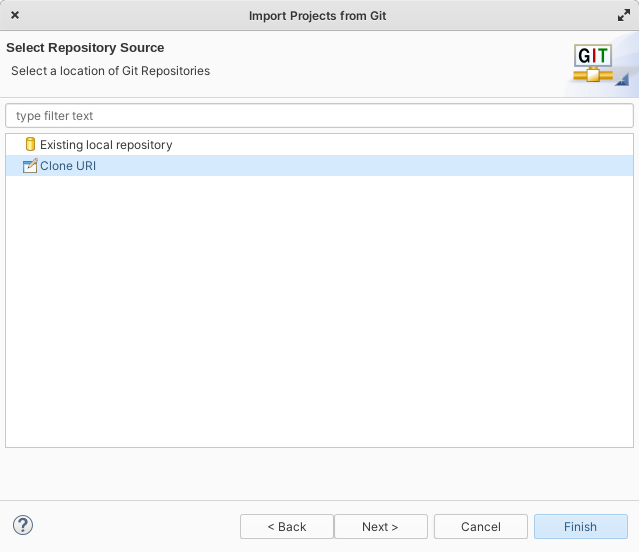 Import Projects from Git
Select Repository Source
Select a location of Git Repositories
GIT
type filter text
Existing local repository
Clone URI
? < Back Next > Cancel Finish